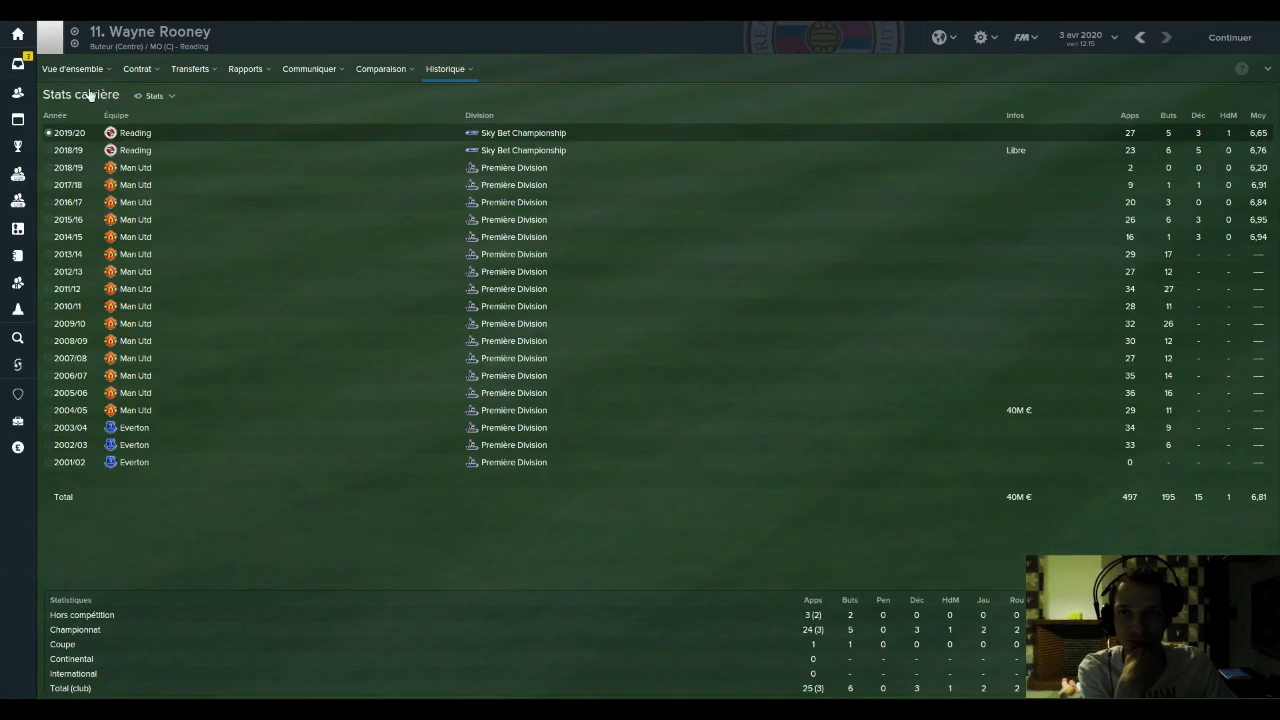 11. Wayne Rooney
Buteur (Centre) / MO (C) - Reading
FM
3 avr 2020
ven 12:15
Continuer
3
Vue d'ensemble Contrat Transferts Rapports Communiquer Comparaison Historique
?
Stats carrière Stats
Année Équipe Division Infos Apps Buts Déc HdM Moy
2019/20 Reading Sky Bet Championship 27 5 3 1 6,65
2018/19 Reading Sky Bet Championship Libre 23 6 5 0 6,76
2018/19 Man Utd Première Division 2 0 0 0 6,20
2017/18 Man Utd Première Division 9 1 1 0 6,91
2016/17 Man Utd Première Division 20 3 0 0 6,84
2015/16 Man Utd Première Division 26 6 3 0 6,95
2014/15 Man Utd Première Division 16 1 3 0 6,94
2013/14 Man Utd Première Division 29 17 - - ----
2012/13 Man Utd Première Division 27 12 - - ----
2011/12 Man Utd Première Division 34 27 - - ----
2010/11 Man Utd Première Division 28 11 - - ----
2009/10 Man Utd Première Division 32 26 - - ----
2008/09 Man Utd Première Division 30 12 - - ----
2007/08 Man Utd Première Division 27 12 - - ----
2006/07 Man Utd Première Division 35 14 - - ----
2005/06 Man Utd Première Division 36 16 - - ----
2004/05 Man Utd Première Division 40M € 29 11 - - ----
2003/04 Everton Première Division 34 9 - - ----
2002/03 Everton Première Division 33 6 - - ----
2001/02 Everton Première Division 0 - - - ----
Total 40M € 497 195 15 1 6,81
Statistiques Apps Buts Pen Déc HdM Jau Rou
Hors compétition 3 (2) 2 0 0 0 0 0
Championnat 24 (3) 5 0 3 1 2 2
Coupe 1 1 0 0 0 0 0
Continental 0 - - - - - -
International 0 - - - - - -
Total (club) 25 (3) 6 0 3 1 2 2